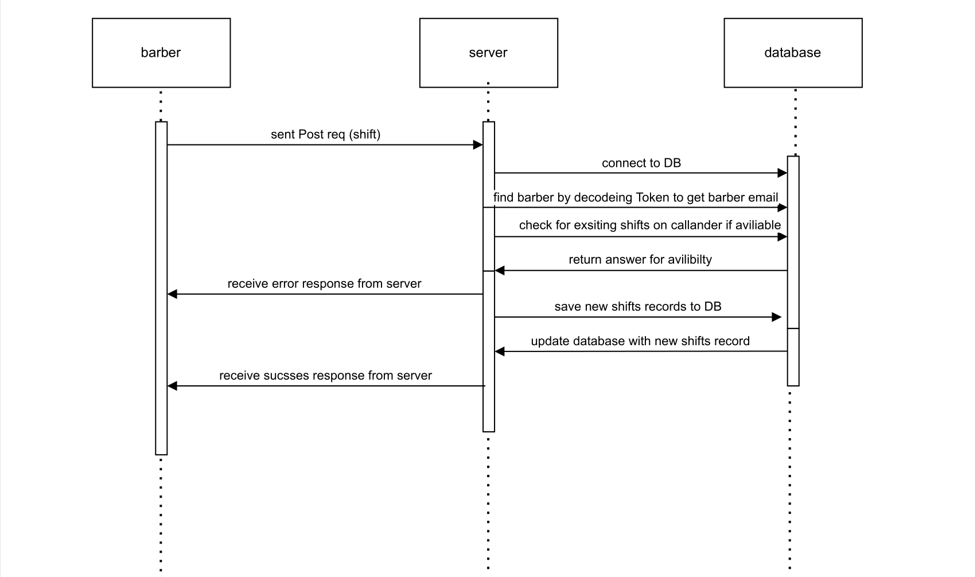 barber
server
database
sent Post req (shift)
connect to DB
find barber by decodeing Token to get barber email
check for exsiting shifts on callander if aviliable
return answer for avilibilty
receive error response from server
save new shifts records to DB
update database with new shifts record
receive sucsses response from server